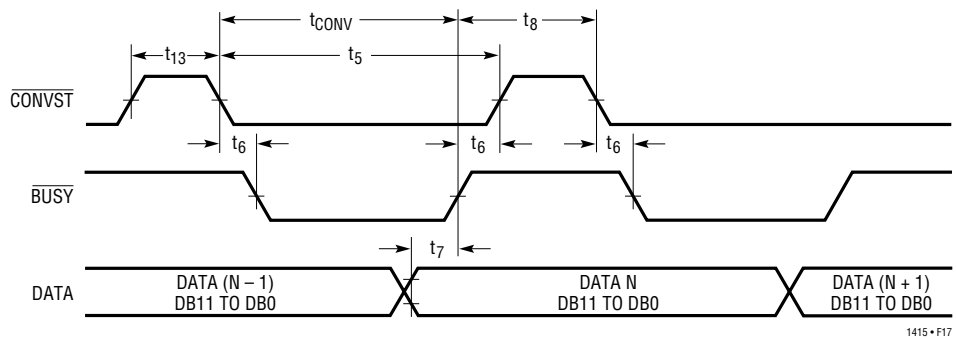 tCONV
t8
t13
t5
CONVST
t6
t6
t6
BUSY
t7
DATA (N – 1)
DB11 TO DB0
DATA
DATA N
DB11 TO DB0
DATA (N + 1)
DB11 TO DB0
1415 • F17